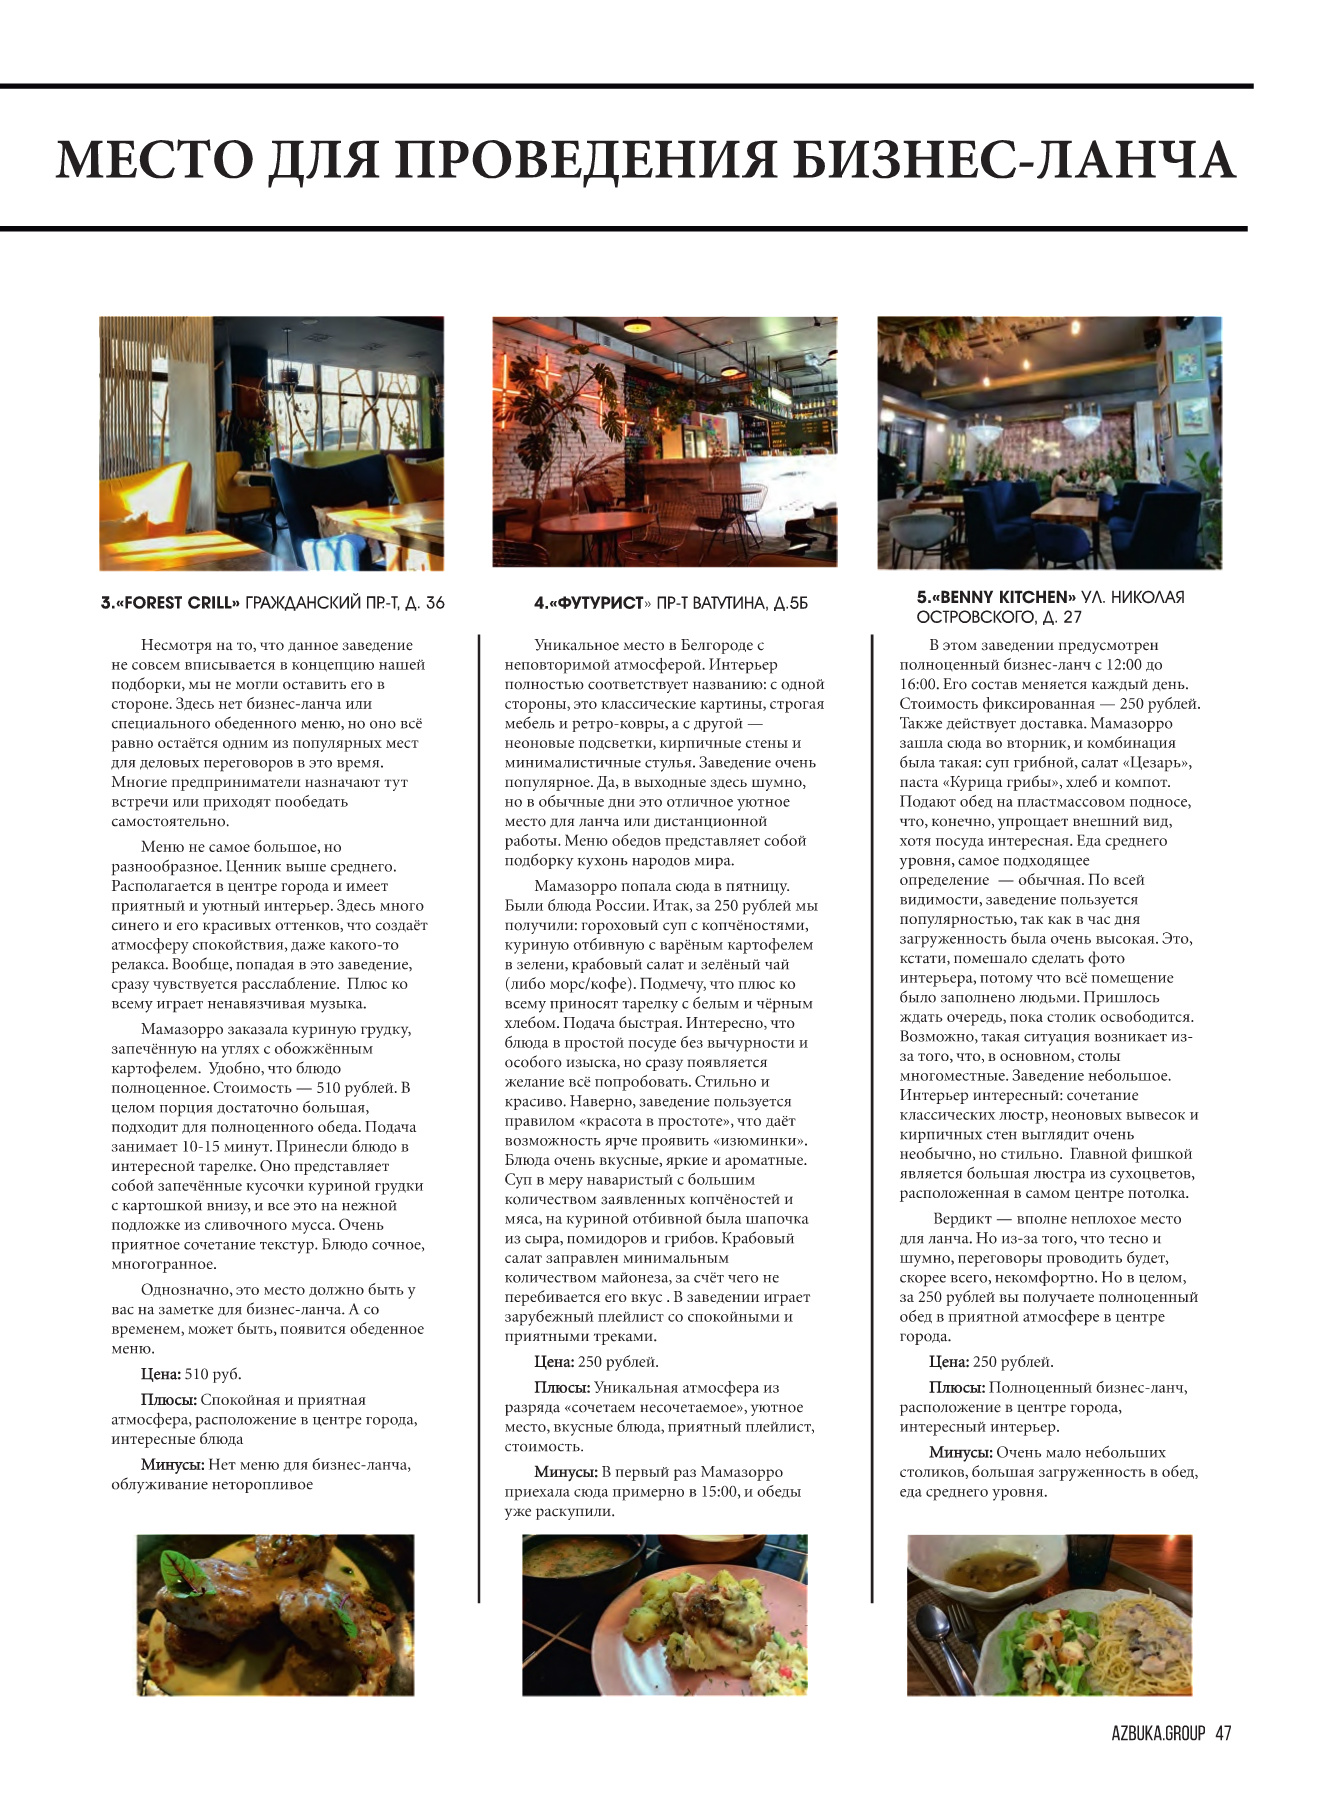 МЕСТО ДЛЯ ПРОВЕДЕНИЯ БИЗНЕС-ЛАНЧА
3.«FOREST CRILL» ГРАЖДАНСКИЙ ПР.-Т, Д. 36
Несмотря на то, что данное заведение
не совсем вписывается в концепцию нашей
подборки, мы не могли оставить его в
стороне. Здесь нет бизнес-ланча или
специального обеденного меню, но оно всё
равно остаётся одним из популярных мест
для деловых переговоров в это время.
Многие предприниматели назначают тут
встречи или приходят пообедать
самостоятельно.
Меню не самое большое, но
разнообразное. Ценник выше среднего.
Располагается в центре города и имеет
приятный и уютный интерьер. Здесь много
синего и его красивых оттенков, что создаёт
атмосферу спокойствия, даже какого-то
релакса. Вообще, попадая в это заведение,
сразу чувствуется расслабление. Плюс ко
всему играет ненавязчивая музыка.
Мамазорро заказала куриную грудку,
запечённую на углях с обожжённым
картофелем. Удобно, что блюдо
полноценное. Стоимость — 510 рублей. В
целом порция достаточно большая,
подходит для полноценного обеда. Подача
занимает 10-15 минут. Принесли блюдо в
интересной тарелке. Оно представляет
собой запечённые кусочки куриной грудки
с картошкой внизу, и все это на нежной
подложке из сливочного мусса. Очень
приятное сочетание текстур. Блюдо сочное,
многогранное.
Однозначно, это место должно быть у
вас на заметке для бизнес-ланча. А со
временем, может быть, появится обеденное
меню.
Цена: 510 руб.
Плюсы: Спокойная и приятная
атмосфера, расположение в центре города,
интересные блюда
Минусы: Нет меню для бизнес-ланча,
облуживание неторопливое
4.«ФУТУРИСТ» ПР-Т ВАТУТИНА, Д.5Б
Уникальное место в Белгороде с
неповторимой атмосферой. Интерьер
полностью соответствует названию: с одной
стороны, это классические картины, строгая
мебель и ретро-ковры, а с другой —
неоновые подсветки, кирпичные стены и
минималистичные стулья. Заведение очень
популярное. Да, в выходные здесь шумно,
но в обычные дни это отличное уютное
место для ланча или дистанционной
работы. Меню обедов представляет собой
подборку кухонь народов мира.
Мамазорро попала сюда в пятницу.
Были блюда России. Итак, за 250 рублей мы
получили: гороховый суп с копчёностями,
куриную отбивную с варёным картофелем
в зелени, крабовый салат и зелёный чай
(либо морс/кофе). Подмечу, что плюс ко
всему приносят тарелку с белым и чёрным
хлебом. Подача быстрая. Интересно, что
блюда в простой посуде без вычурности и
особого изыска, но сразу появляется
желание всё попробовать. Стильно и
красиво. Наверно, заведение пользуется
правилом «красота в простоте», что даёт
возможность ярче проявить «изюминки».
Блюда очень вкусные, яркие и ароматные.
Суп в меру наваристый с большим
количеством заявленных копчёностей и
мяса, на куриной отбивной была шапочка
из сыра, помидоров и грибов. Крабовый
салат заправлен минимальным
количеством майонеза, за счёт чего не
перебивается его вкус . В заведении играет
зарубежный плейлист со спокойными и
приятными треками.
Цена: 250 рублей.
Плюсы: Уникальная атмосфера из
разряда «сочетаем несочетаемое», уютное
место, вкусные блюда, приятный плейлист,
стоимость.
Минусы: В первый раз Мамазорро
приехала сюда примерно в 15:00, и обеды
уже раскупили.
5.«BENNY KITCHEN» УЛ. НИКОЛАЯ
ОСТРОВСКОГО, Д. 27
В этом заведении предусмотрен
полноценный бизнес-ланч с 12:00 до
16:00. Его состав меняется каждый день.
Стоимость фиксированная — 250 рублей.
Также действует доставка. Мамазорро
зашла сюда во вторник, и комбинация
была такая: суп грибной, салат «Цезарь»,
паста «Курица грибы», хлеб и компот.
Подают обед на пластмассовом подносе,
что, конечно, упрощает внешний вид,
хотя посуда интересная. Еда среднего
уровня, самое подходящее
определение — обычная. По всей
видимости, заведение пользуется
популярностью, так как в час дня
загруженность была очень высокая. Это,
кстати, помешало сделать фото
интерьера, потому что всё помещение
было заполнено людьми. Пришлось
ждать очередь, пока столик освободится.
Возможно, такая ситуация возникает из-
за того, что, в основном, столы
многоместные. Заведение небольшое.
Интерьер интересный: сочетание
классических люстр, неоновых вывесок и
кирпичных стен выглядит очень
необычно, но стильно. Главной фишкой
является большая люстра из сухоцветов,
расположенная в самом центре потолка.
Вердикт — вполне неплохое место
для ланча. Но из-за того, что тесно и
шумно, переговоры проводить будет,
скорее всего, некомфортно. Но в целом,
за 250 рублей вы получаете полноценный
обед в приятной атмосфере в центре
города.
Цена: 250 рублей.
Плюсы: Полноценный бизнес-ланч,
расположение в центре города,
интересный интерьер.
Минусы: Очень мало небольших
столиков, большая загруженность в обед,
еда среднего уровня.
AZBUKA.GROUP 47